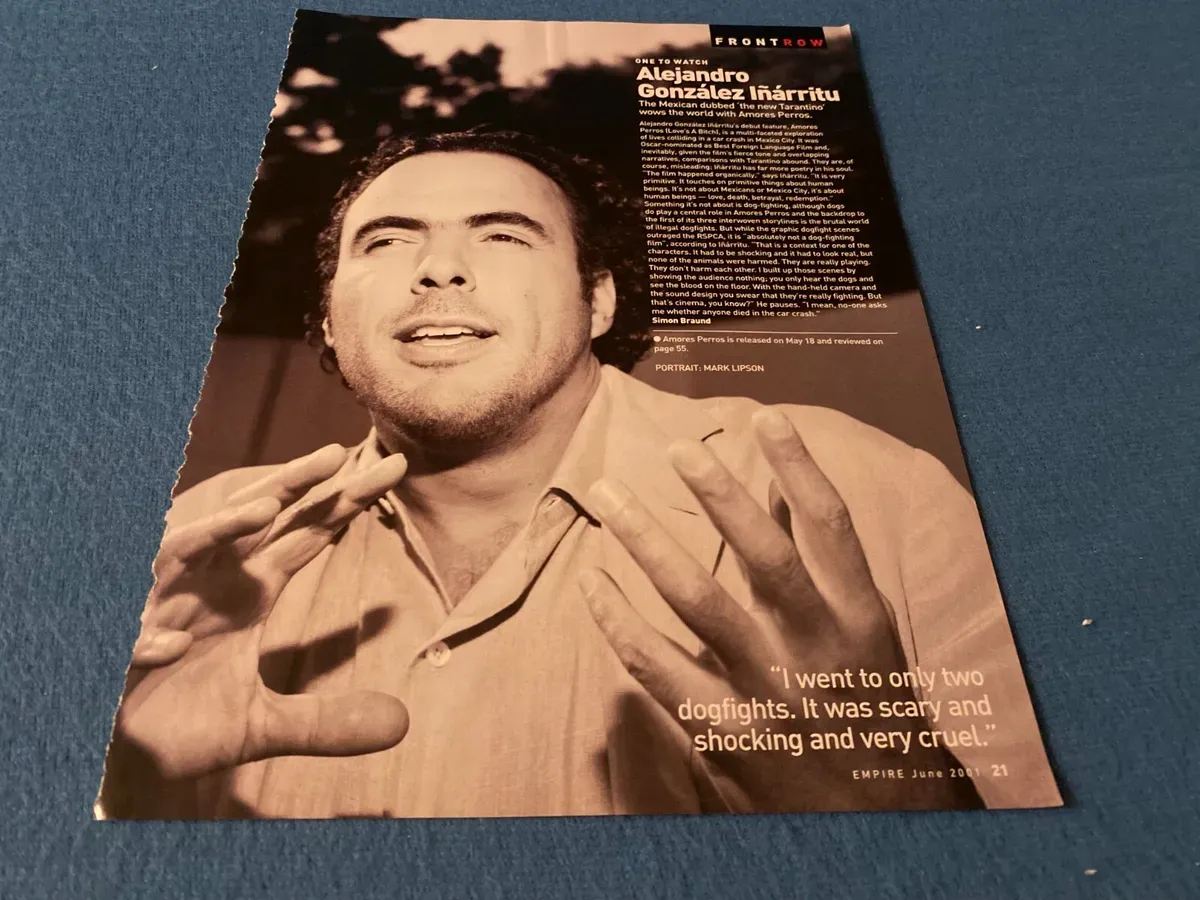 FRONTROW
ONE TO WATCH
Alejandro
González Iñárritu
The Mexican dubbed ‘the new Tarantino’
wows the world with Amores Perros.
Alejandro González Iñárritu's debut feature, Amores
Perros (Love's A Bitch), is a multi-faceted exploration
of lives colliding in a car crash in Mexico City. It was
Oscar-nominated as Best Foreign Language Film and,
inevitably, given the film's fierce tone and overlapping
narratives, comparisons with Tarantino abound. They are, of
course, misleading; Iñárritu has far more poetry in his soul.
“The film happened organically,” says Iñárritu. “It is very
primitive. It touches on primitive things about human
beings. It's not about Mexicans or Mexico City, it's about
human beings — love, death, betrayal, redemption.”
Something it's not about is dog-fighting, although dogs
do play a central role in Amores Perros and the backdrop to
the first of its three interwoven storylines is the brutal world
of illegal dogfights. But while the graphic dogfight scenes
outraged the RSPCA, it is “absolutely not a dog-fighting
film”, according to Iñárritu. “That is a context for one of the
characters. It had to be shocking and it had to look real, but
none of the animals were harmed. They are really playing.
They don't harm each other. I built up those scenes by
showing the audience nothing; you only hear the dogs and
see the blood on the floor. With the hand-held camera and
the sound design you swear that they're really fighting. But
that's cinema, you know?” He pauses. “I mean, no-one asks
me whether anyone died in the car crash.”
Simon Braund
● Amores Perros is released on May 18 and reviewed on
page 55.
PORTRAIT: MARK LIPSON
“I went to only two
dogfights. It was scary and
shocking and very cruel.”
EMPIRE June 2001 21